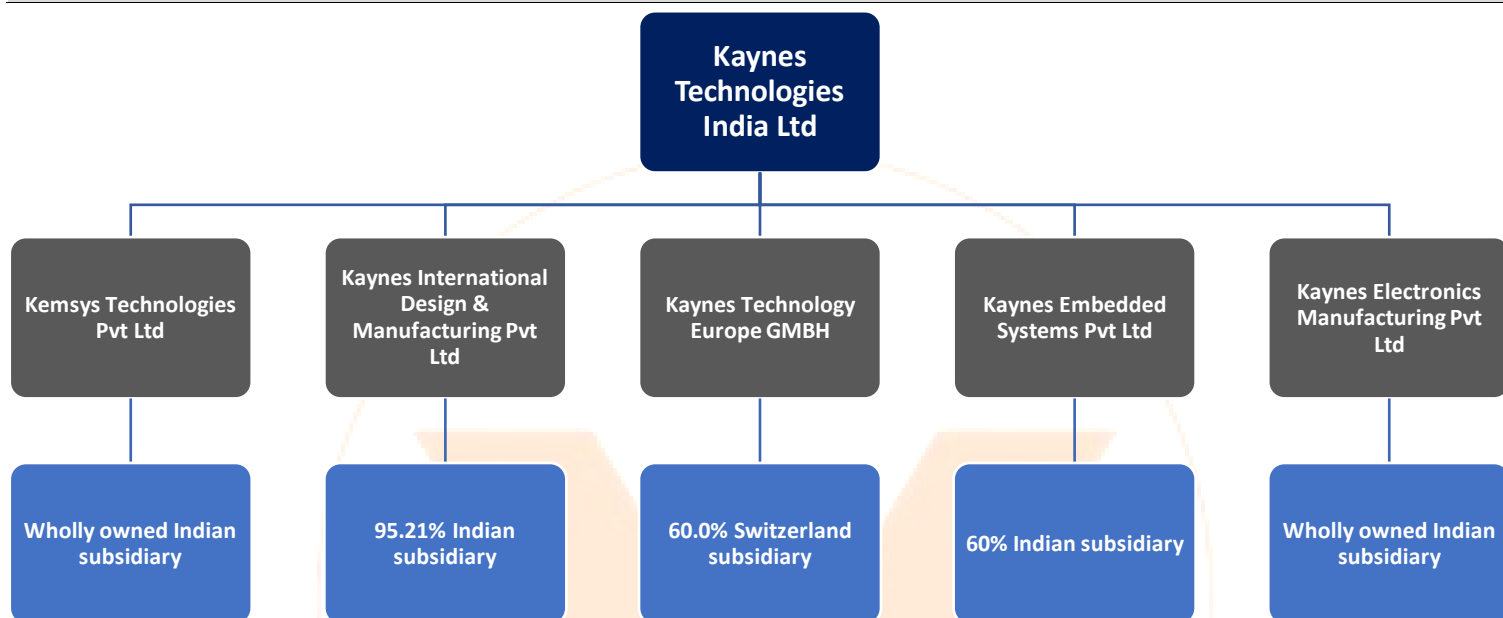 Kaynes
Technologies
India Ltd
Kemsys Technologies
Pvt Ltd
Kaynes International
Design &
Manufacturing Pvt
Ltd
Kaynes Technology
Europe GMBH
Kaynes Embedded
Systems Pvt Ltd
Kaynes Electronics
Manufacturing Pvt
Ltd
Wholly owned Indian
subsidiary
95.21% Indian
subsidiary
60.0% Switzerland
subsidiary
60% Indian subsidiary
Wholly owned Indian
subsidiary